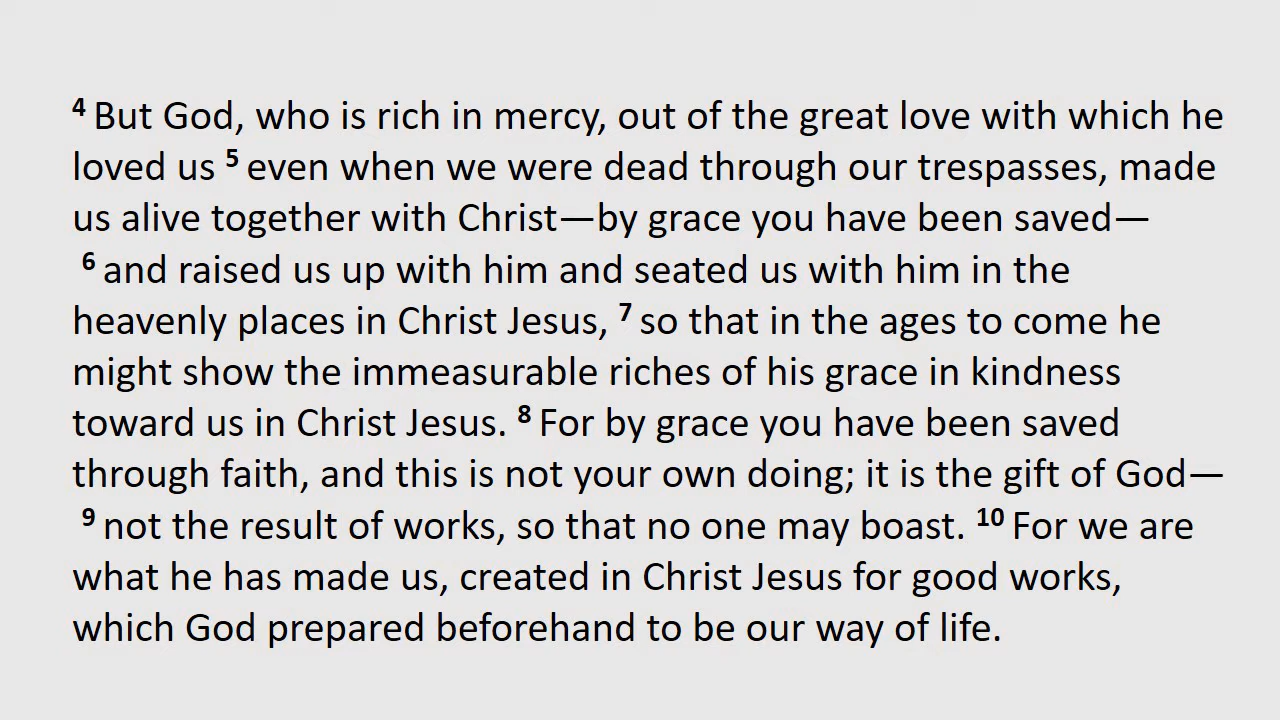 4 But God, who is rich in mercy, out of the great love with which he
loved us 5 even when we were dead through our trespasses, made
us alive together with Christ—by grace you have been saved—
6 and raised us up with him and seated us with him in the
heavenly places in Christ Jesus, 7 so that in the ages to come he
might show the immeasurable riches of his grace in kindness
toward us in Christ Jesus. 8 For by grace you have been saved
through faith, and this is not your own doing; it is the gift of God—
9 not the result of works, so that no one may boast. 10 For we are
what he has made us, created in Christ Jesus for good works,
which God prepared beforehand to be our way of life.